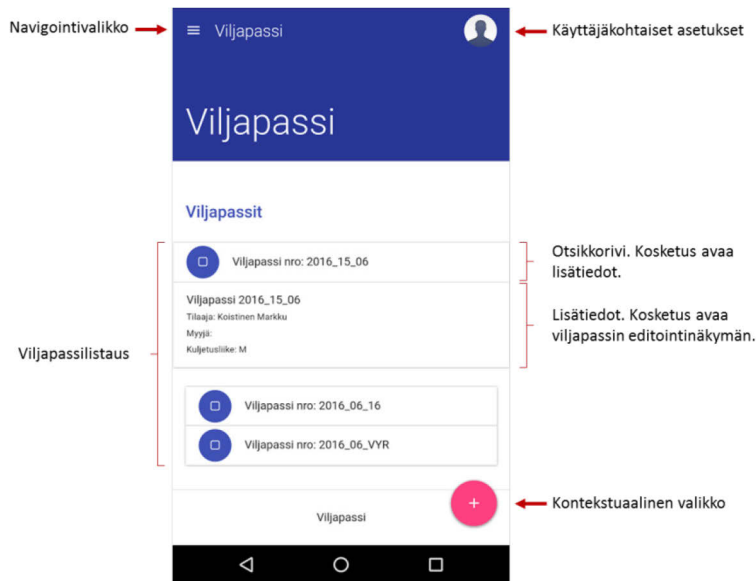 Navigointivalikko
Viljapassi
Käyttäjäkohtaiset asetukset
Viljapassi
Viljapassit
Viljapassi nro: 2016_15_06
Otsikkorivi. Kosketus avaa
lisätiedot.
Viljapassi 2016_15_06
Tilaaja: Koistinen Markku
Myyjä:
Kuljetusliike: M
Lisätiedot. Kosketus avaa
viljapassin editointinäkymän.
Viljapassilistaus
Viljapassi nro: 2016_06_16
Viljapassi nro: 2016_06_VYR
+
Kontekstuaalinen valikko
Viljapassi